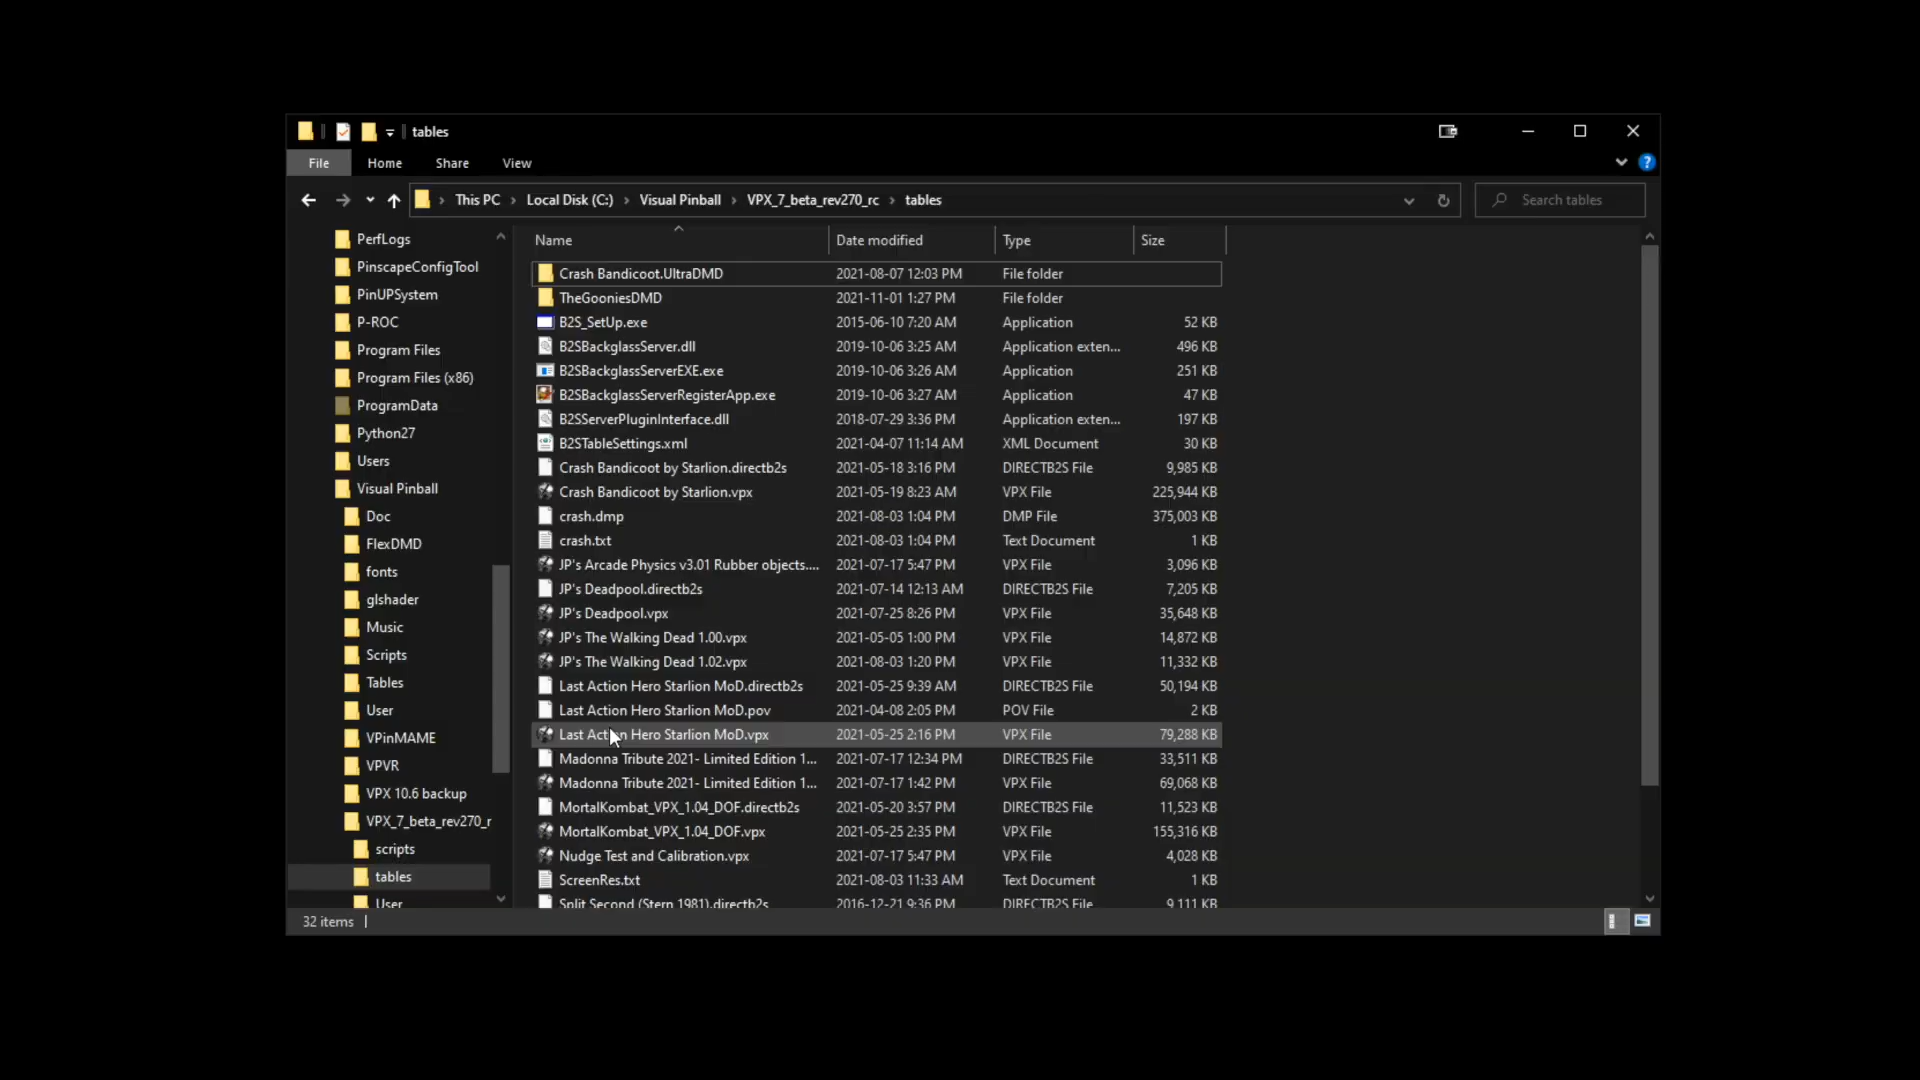 tables
File Home Share View
This PC › Local Disk (C:) › Visual Pinball › VPX_7_beta_rev270_rc › tables
Search tables
PerfLogs
PinscapeConfigTool
PinUPSystem
P-ROC
Program Files
Program Files (x86)
ProgramData
Python27
Users
Visual Pinball
Doc
FlexDMD
fonts
glshader
Music
Scripts
Tables
User
VPinMAME
VPVR
VPX 10.6 backup
VPX_7_beta_rev270_r
scripts
tables
User
Name Date modified Type Size
Crash Bandicoot.UltraDMD 2021-08-07 12:03 PM File folder
TheGooniesDMD 2021-11-01 1:27 PM File folder
B2S_SetUp.exe 2015-06-10 7:20 AM Application 52 KB
B2SBackglassServer.dll 2019-10-06 3:25 AM Application exten... 496 KB
B2SBackglassServerEXE.exe 2019-10-06 3:26 AM Application 251 KB
B2SBackglassServerRegisterApp.exe 2019-10-06 3:27 AM Application 47 KB
B2SServerPluginInterface.dll 2018-07-29 3:36 PM Application exten... 197 KB
B2STableSettings.xml 2021-04-07 11:14 AM XML Document 30 KB
Crash Bandicoot by Starlion.directb2s 2021-05-18 3:16 PM DIRECTB2S File 9,985 KB
Crash Bandicoot by Starlion.vpx 2021-05-19 8:23 AM VPX File 225,944 KB
crash.dmp 2021-08-03 1:04 PM DMP File 375,003 KB
crash.txt 2021-08-03 1:04 PM Text Document 1 KB
JP's Arcade Physics v3.01 Rubber objects.... 2021-07-17 5:47 PM VPX File 3,096 KB
JP's Deadpool.directb2s 2021-07-14 12:13 AM DIRECTB2S File 7,205 KB
JP's Deadpool.vpx 2021-07-25 8:26 PM VPX File 35,648 KB
JP's The Walking Dead 1.00.vpx 2021-05-05 1:00 PM VPX File 14,872 KB
JP's The Walking Dead 1.02.vpx 2021-08-03 1:20 PM VPX File 11,332 KB
Last Action Hero Starlion MoD.directb2s 2021-05-25 9:39 AM DIRECTB2S File 50,194 KB
Last Action Hero Starlion MoD.pov 2021-04-08 2:05 PM POV File 2 KB
Last Action Hero Starlion MoD.vpx 2021-05-25 2:16 PM VPX File 79,288 KB
Madonna Tribute 2021- Limited Edition 1... 2021-07-17 12:34 PM DIRECTB2S File 33,511 KB
Madonna Tribute 2021- Limited Edition 1... 2021-07-17 1:42 PM VPX File 69,068 KB
MortalKombat_VPX_1.04_DOF.directb2s 2021-05-20 3:57 PM DIRECTB2S File 11,523 KB
MortalKombat_VPX_1.04_DOF.vpx 2021-05-25 2:35 PM VPX File 155,316 KB
Nudge Test and Calibration.vpx 2021-07-17 5:47 PM VPX File 4,028 KB
ScreenRes.txt 2021-08-03 11:33 AM Text Document 1 KB
Split Second (Stern 1981).directb2s 2016-12-21 9:36 PM DIRECTB2S File 9,111 KB
32 items